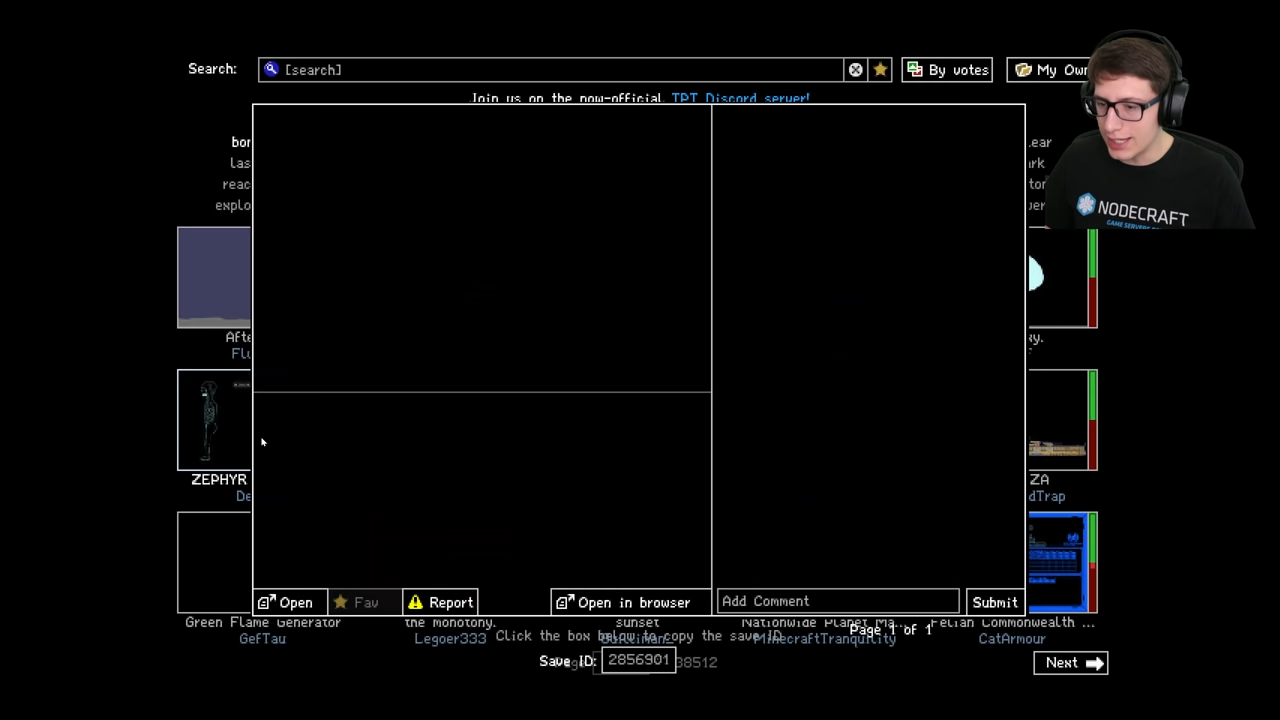 Search:
[search]
By votes
My Own
Join us on the now-official TPT Discord server!
Open
Fav
Report
Open in browser
Add Comment
Submit
ZEPHYR
Green Flame Generator
the monotony.
sunset
Nationwide Planet Ma...
Felian Commonwealth ...
GefTau
Legoer333
MinecraftTranquility
CatArmour
Click the box below to copy the save ID
Page 1 of 1
Save ID:
2856901
38512
Next
NODECRAFT